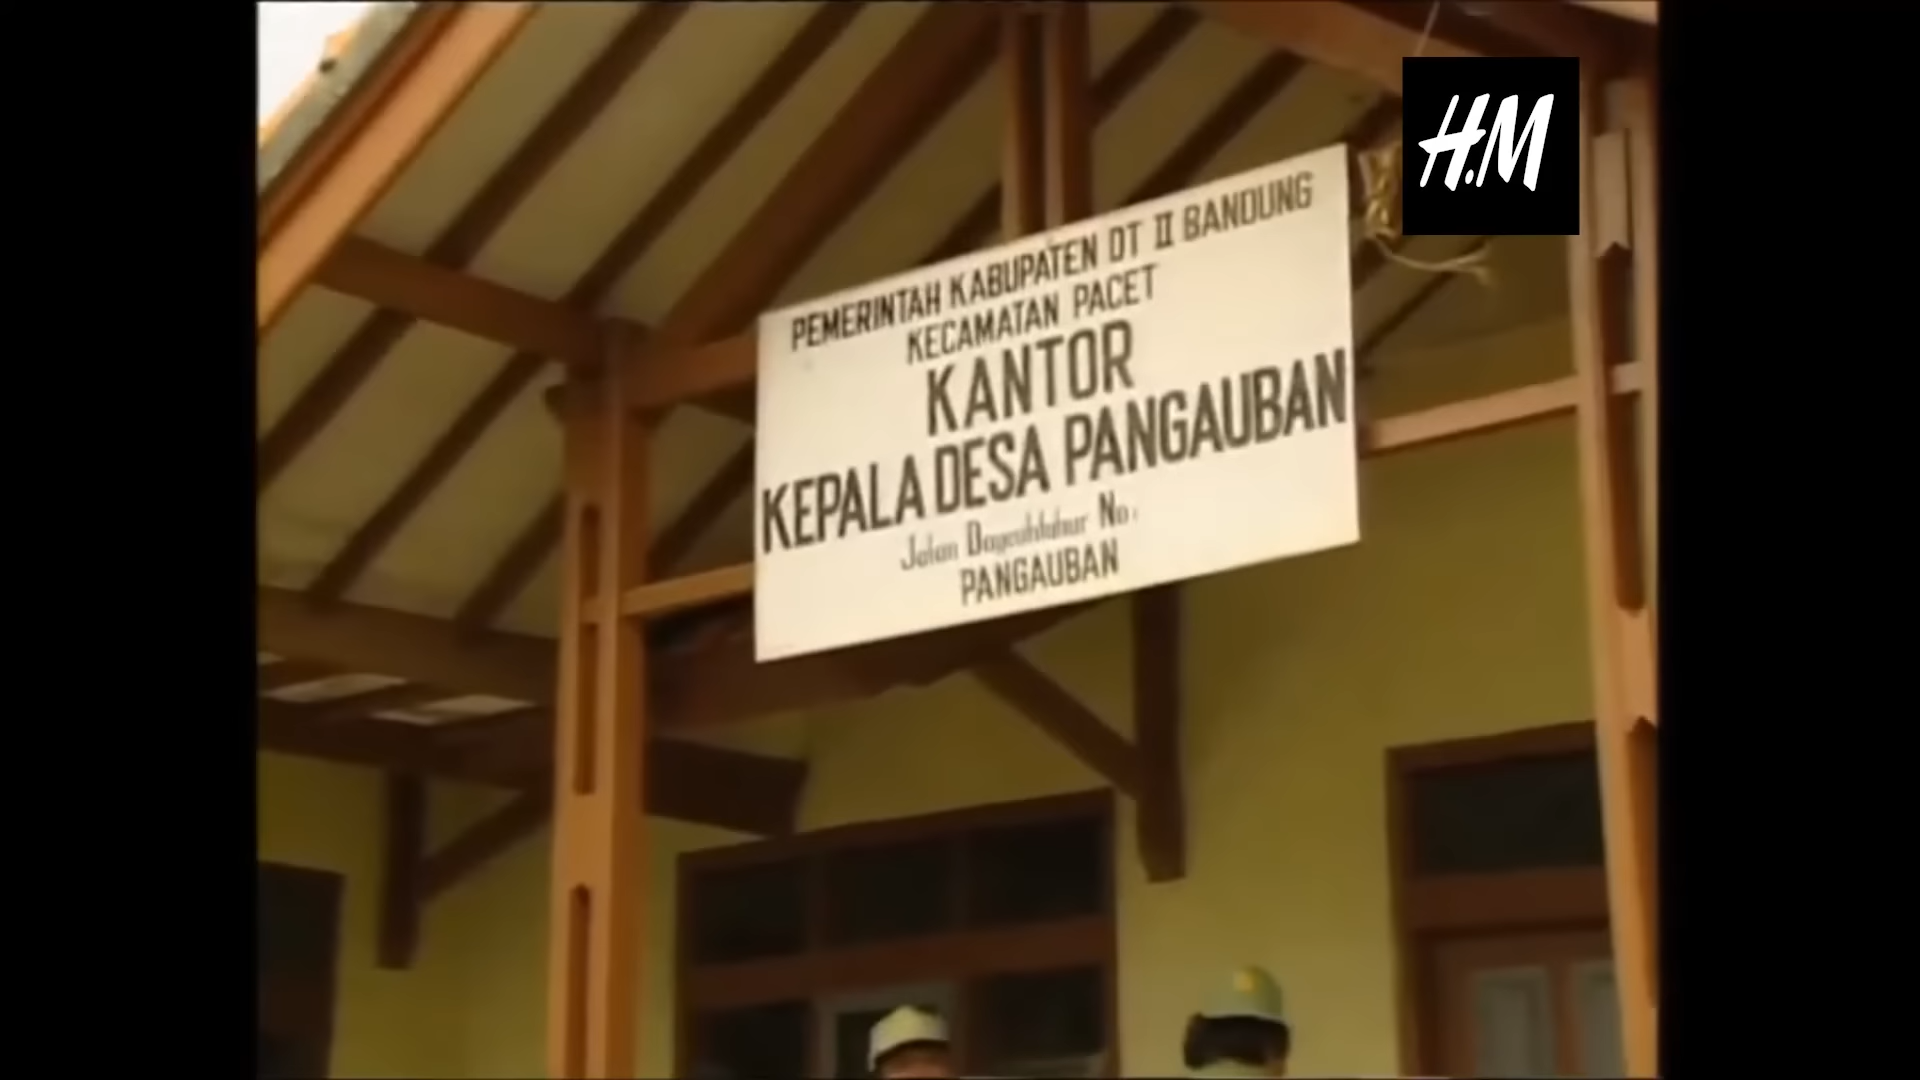 H.M
PEMERINTAH KABUPATEN DT II BANDUNG
KECAMATAN PACET
KANTOR
KEPALA DESA PANGAUBAN
Jalan No.
PANGAUBAN